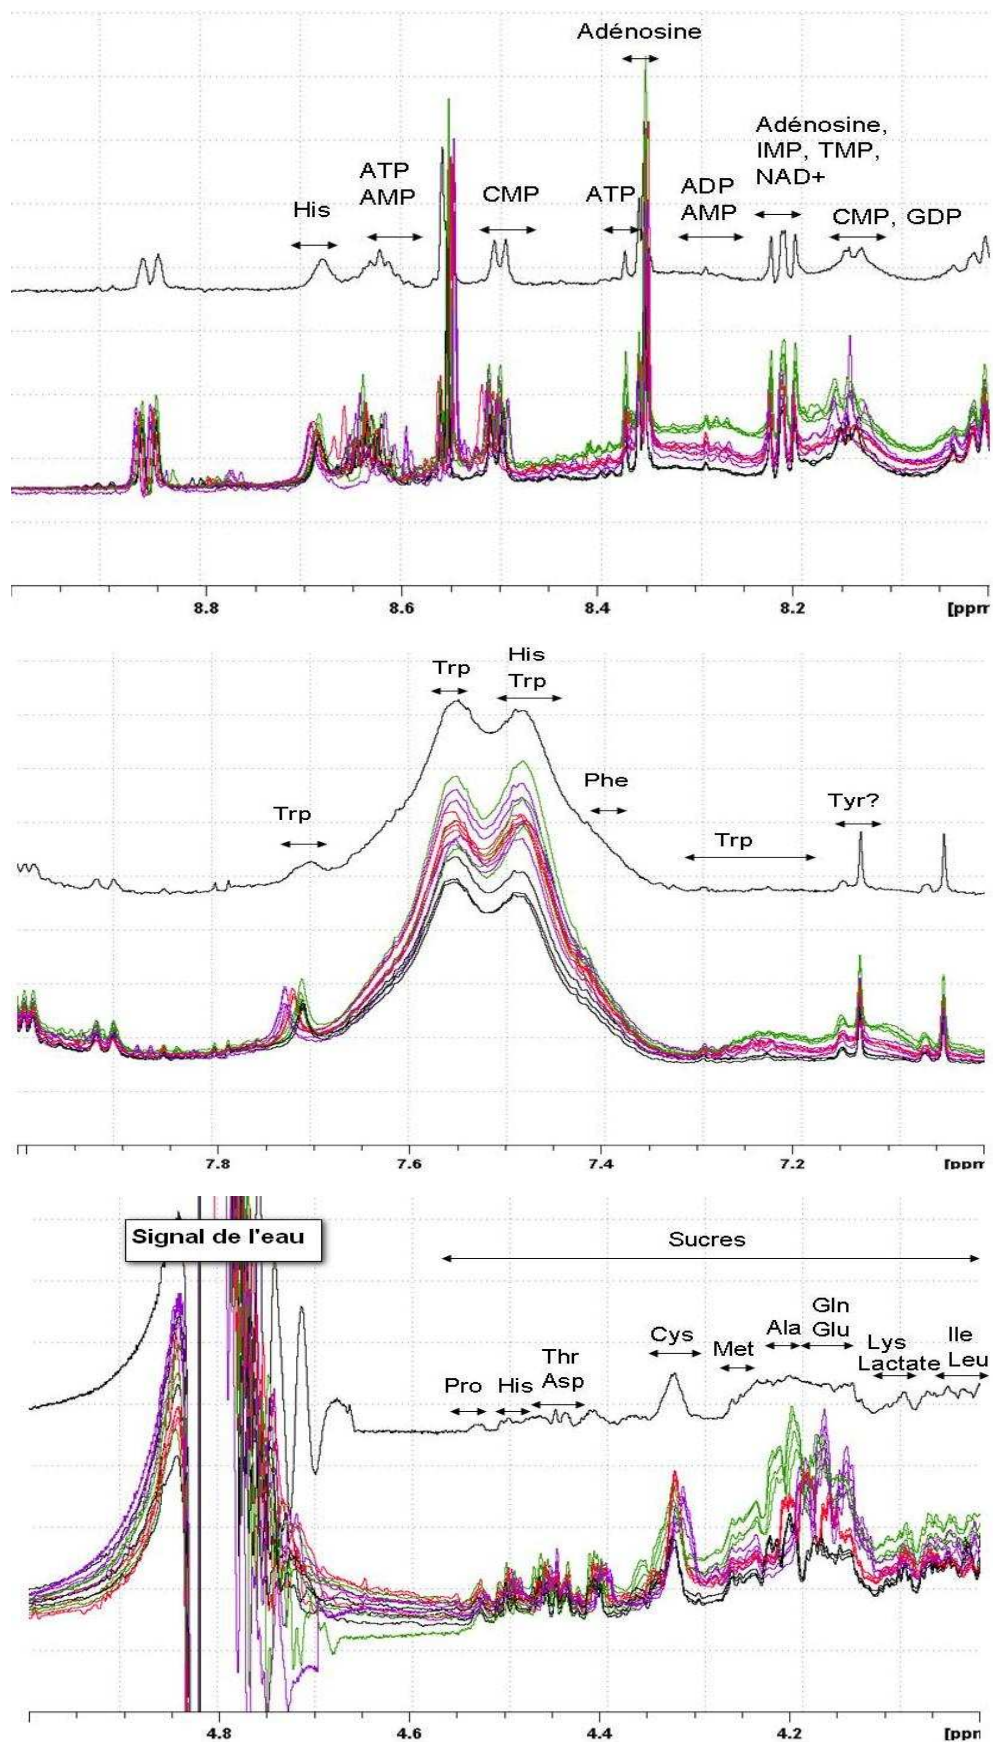 Adénosine
Adénosine,
IMP, TMP,
NAD+
ATP
AMP
His
CMP
ATP
ADP
AMP
CMP, GDP
8.8
8.6
8.4
8.2
[ppm
Trp
His
Trp
Phe
Trp
Trp
Tyr?
7.8
7.6
7.4
7.2
[ppm
Signal de l'eau
Sucres
Gln
Glu
Cys
Met
Ala
Lys
Lactate
Ile
Leu
Thr
Asp
Pro
His
4.8
4.6
4.4
4.2
[ppm